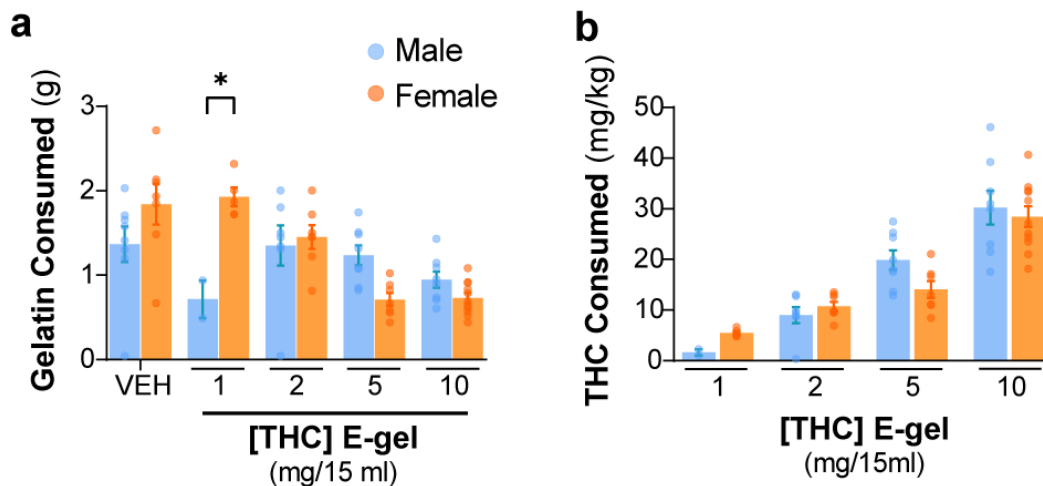 a
Male
Female
*
Gelatin Consumed (g)
3
2
1
0
VEH 1 2 5 10
[THC] E-gel
(mg/15 ml)
b
THC Consumed (mg/kg)
50
40
30
20
10
0
1 2 5 10
[THC] E-gel
(mg/15ml)